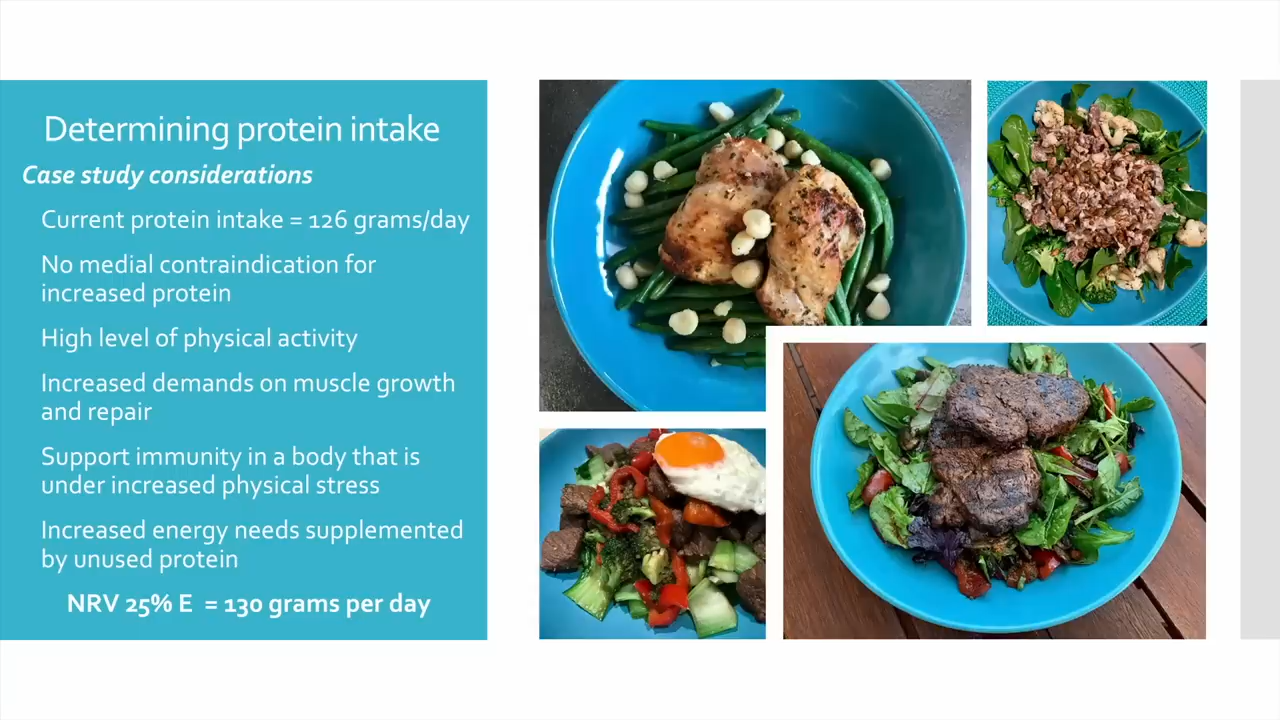 Determining protein intake
Case study considerations
Current protein intake = 126 grams/day
No medial contraindication for
increased protein
High level of physical activity
Increased demands on muscle growth
and repair
Support immunity in a body that is
under increased physical stress
Increased energy needs supplemented
by unused protein
NRV 25% E  = 130 grams per day